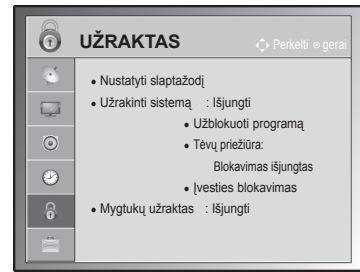 UŽRAKTAS
Perkelti gerai
• Nustatyti slaptažodį
• Užrakinti sistemą : Išjungti
• Užblokuoti programą
• Tėvų priežiūra:
Blokavimas išjungtas
• Įvesties blokavimas
• Mygtukų užraktas : Išjungti